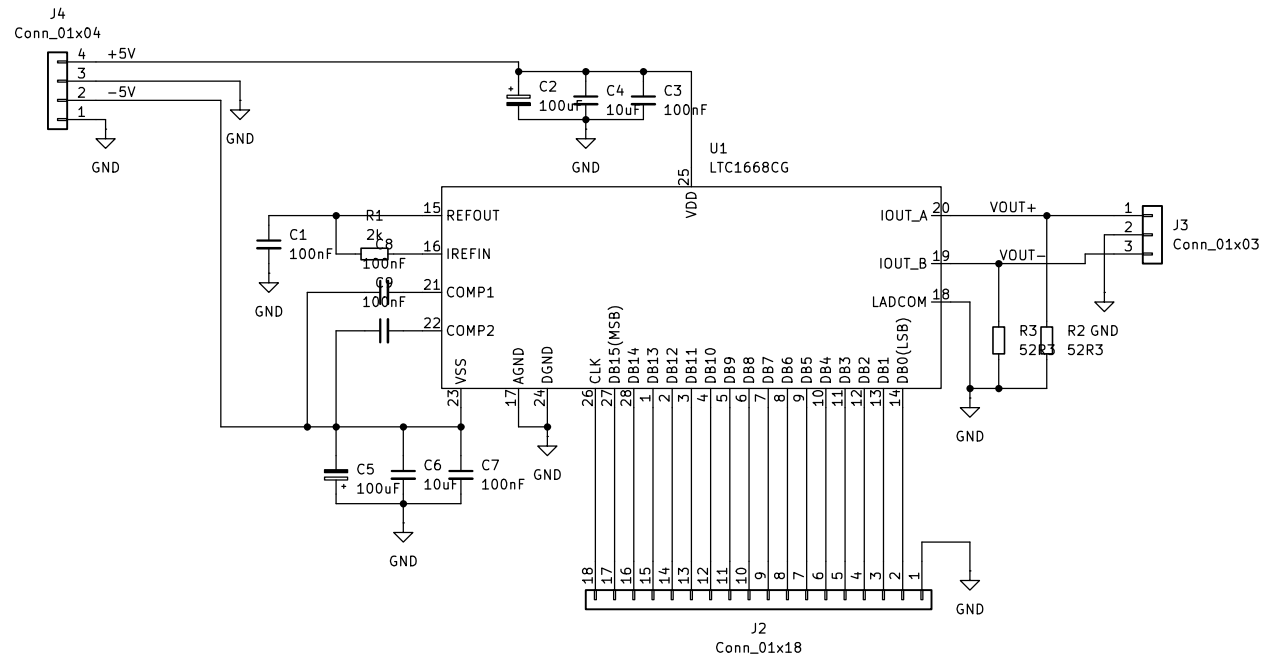 J4
Conn_01x04
4 +5V
3
2 -5V
1
GND
GND
C2
100uF
C4
10uF
C3
100nF
GND
U1
LTC1668CG
25
VDD
15 REFOUT
R1
2k
16 IREFIN
C1
100nF
GND
C8
100nF
21 COMP1
C9
100nF
22 COMP2
23 VSS
17 AGND
24 DGND
GND
C5
100uF
+
C6
10uF
C7
100nF
GND
+
IOUT_A 20 VOUT+ 1
2
IOUT_B 19 VOUT- 3
J3
Conn_01x03
LADCOM 18
GND
R3
52R3
R2
52R3
GND
CLK 26 18
DB15(MSB) 27 17
DB14 28 16
DB13 1 15
DB12 2 14
DB11 3 13
DB10 4 12
DB9 5 11
DB8 6 10
DB7 7 9
DB6 8 8
DB5 9 7
DB4 10 6
DB3 11 5
DB2 12 4
DB1 13 3
DB0(LSB) 14 2
1
GND
J2
Conn_01x18